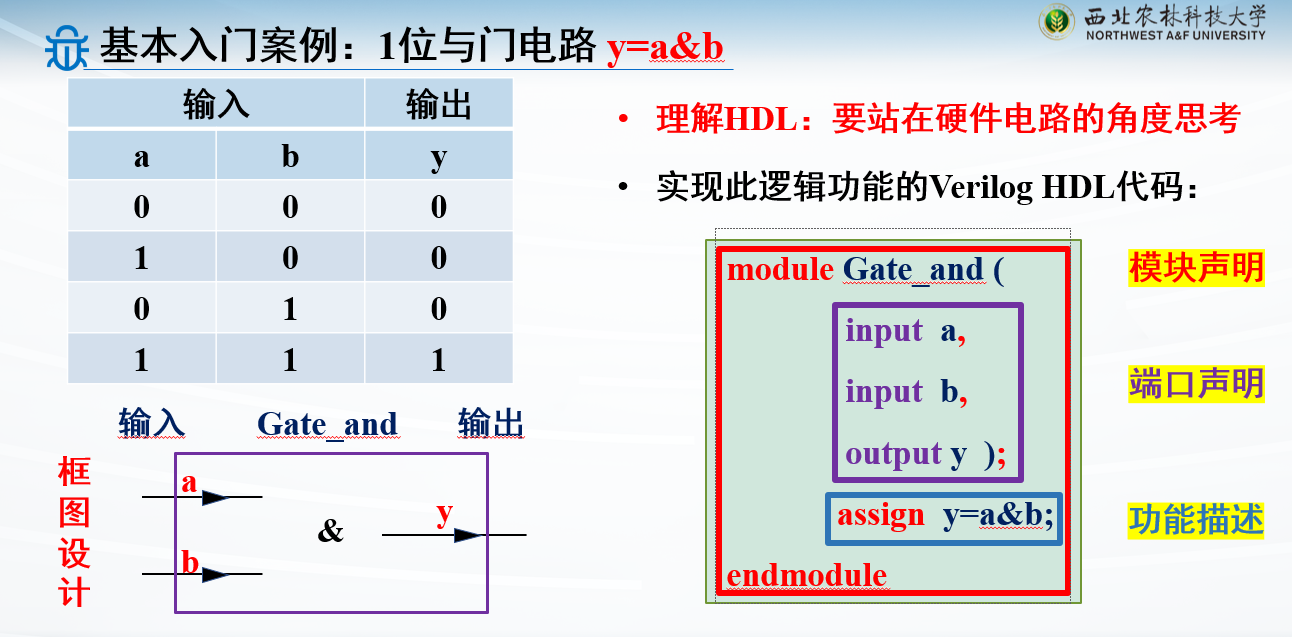 西北农林科技大学
NORTHWEST A&F UNIVERSITY
基本入门案例：1位与门电路 y=a&b
输入 输出
a b y
0 0 0
1 0 0
0 1 0
1 1 1
输入 Gate_and 输出
框图设计
a
b
&
y
• 理解HDL：要站在硬件电路的角度思考
• 实现此逻辑功能的Verilog HDL代码：
module Gate_and (
input a,
input b,
output y );
assign y=a&b;
endmodule
模块声明
端口声明
功能描述